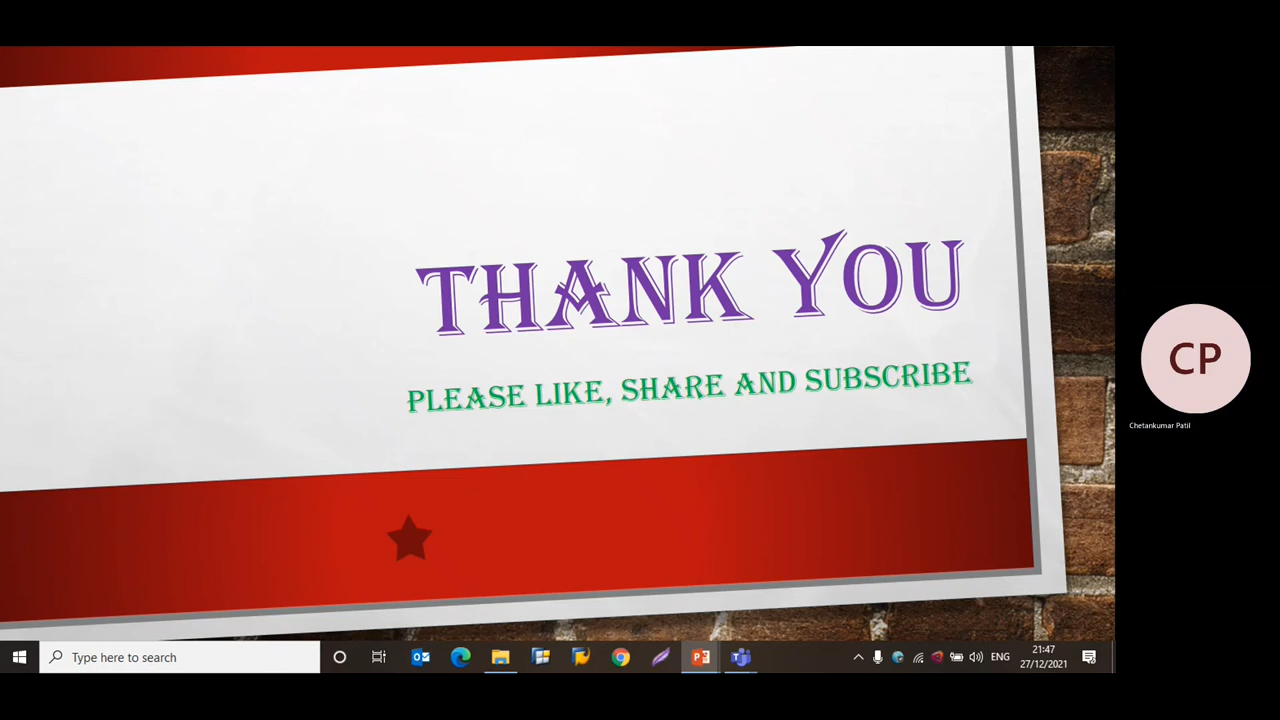 THANK YOU
PLEASE LIKE, SHARE AND SUBSCRIBE
CP
Chetankumar Patil
Type here to search
ENG
21:47
27/12/2021